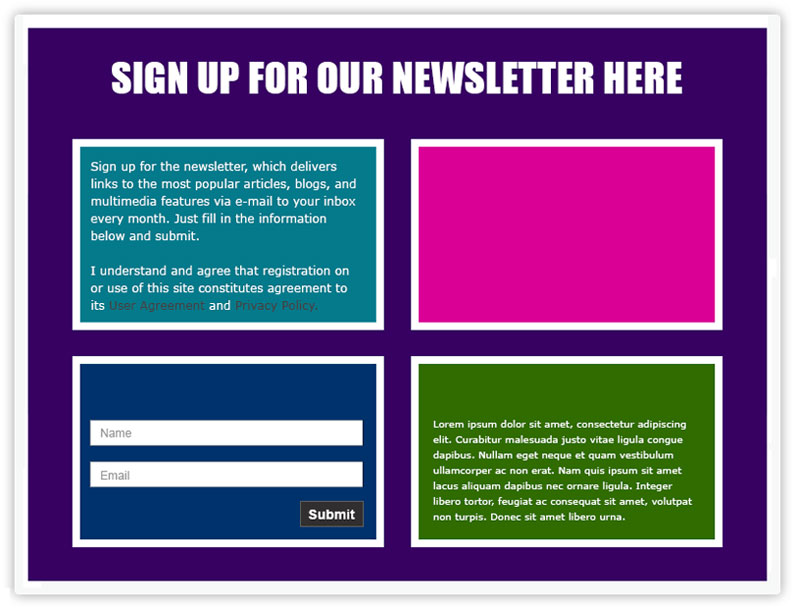 SIGN UP FOR OUR NEWSLETTER HERE
Sign up for the newsletter, which delivers
links to the most popular articles, blogs, and
multimedia features via e-mail to your inbox
every month. Just fill in the information
below and submit.
I understand and agree that registration on
or use of this site constitutes agreement to
its User Agreement and Privacy Policy.
Name
Email
Submit
Lorem ipsum dolor sit amet, consectetur adipiscing
elit. Curabitur malesuada justo vitae ligula congue
dapibus. Nullam eget neque et quam vestibulum
ullamcorper ac non erat. Nam quis ipsum sit amet
lacus aliquam dapibus nec ornare ligula. Integer
libero tortor, feugiat ac consequat sit amet, volutpat
non turpis. Donec sit amet libero urna.